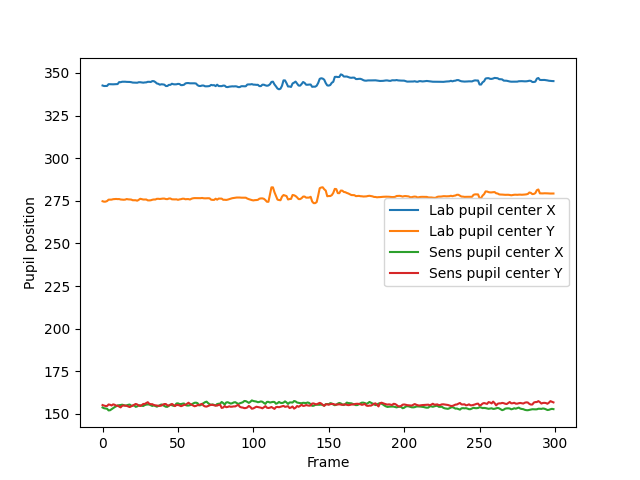 350
325
300
275
250
225
200
175
150
Pupil position
Lab pupil center X
Lab pupil center Y
Sens pupil center X
Sens pupil center Y
0 50 100 150 200 250 300
Frame